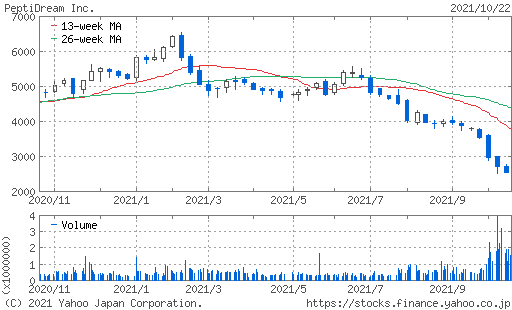 PeptiDream Inc. 2021/10/22
7000
13-week MA
26-week MA
6000
5000
4000
3000
2000
2020/11 2021/1 2021/3 2021/5 2021/7 2021/9
4
Volume
3
2
1
0
(x1000000)
2020/11 2021/1 2021/3 2021/5 2021/7 2021/9
(C) 2021 Yahoo Japan Corporation. https://stocks.finance.yahoo.co.jp/